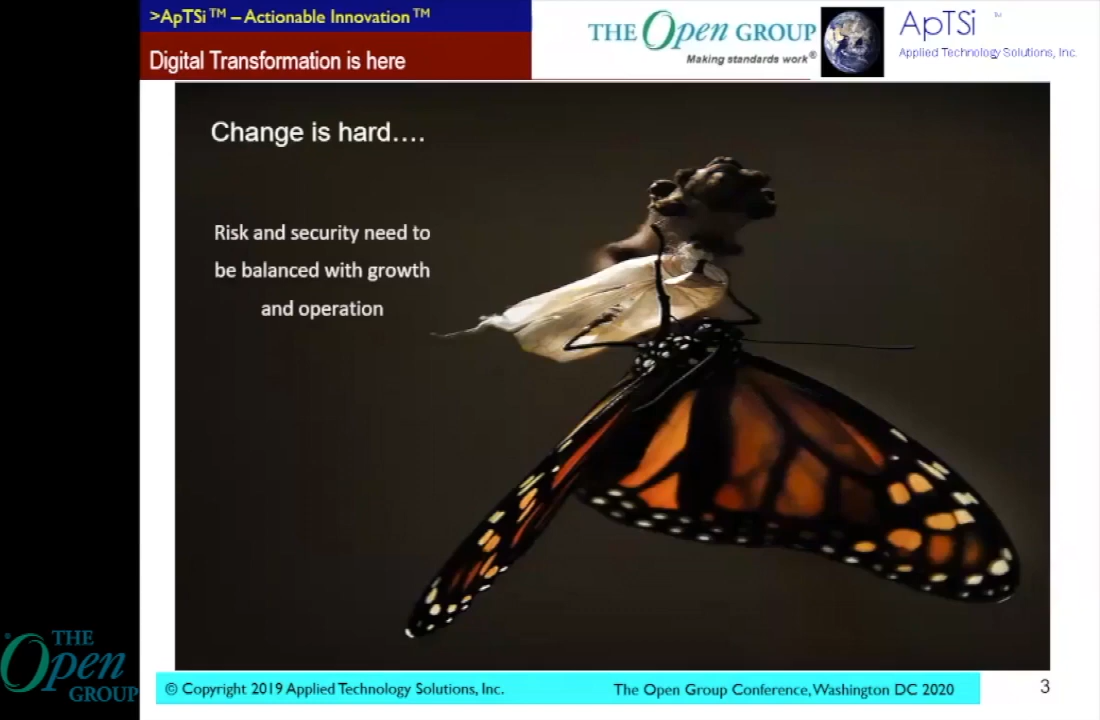 >ApTSi™ – Actionable Innovation™
Digital Transformation is here
THE Open GROUP
Making standards work®
ApTSi ™
Applied Technology Solutions, Inc.
Change is hard....
Risk and security need to
be balanced with growth
and operation
THE
Open
GROUP
© Copyright 2019 Applied Technology Solutions, Inc.
The Open Group Conference, Washington DC 2020
3